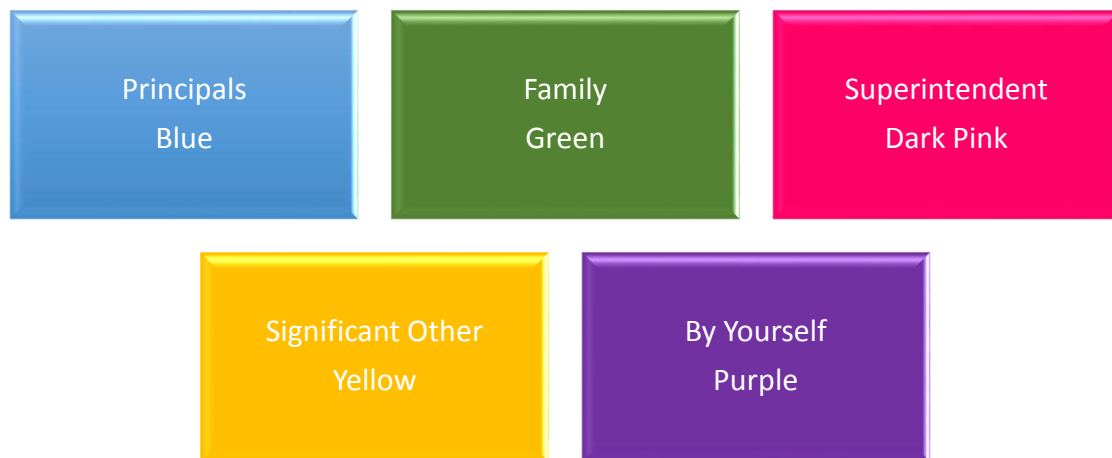 Principals
Blue
Family
Green
Superintendent
Dark Pink
Significant Other
Yellow
By Yourself
Purple